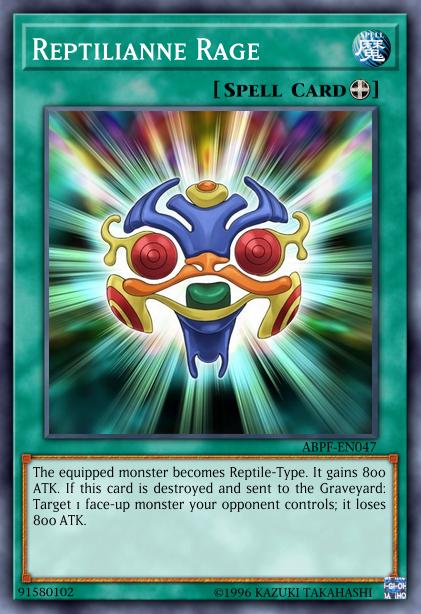 Reptilianne Rage
SPELL
魔
[Spell Card]
ABPF-EN047
The equipped monster becomes Reptile-Type. It gains 800
ATK. If this card is destroyed and sent to the Graveyard:
Target 1 face-up monster your opponent controls; it loses
800 ATK.
91580102
©1996 KAZUKI TAKAHASHI